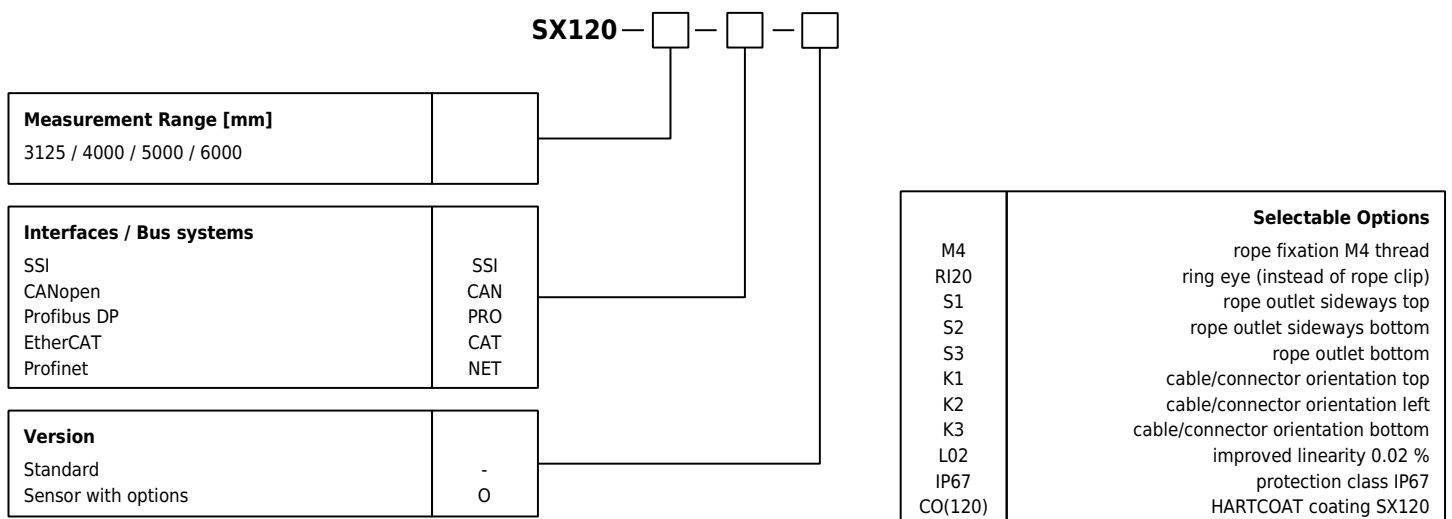 SX120
Measurement Range [mm]
3125 / 4000 / 5000 / 6000
Interfaces / Bus systems
SSI SSI
CANopen CAN
Profibus DP PRO
EtherCAT CAT
Profinet NET
Version
Standard -
Sensor with options O
Selectable Options
M4 rope fixation M4 thread
RI20 ring eye (instead of rope clip)
S1 rope outlet sideways top
S2 rope outlet sideways bottom
S3 rope outlet bottom
K1 cable/connector orientation top
K2 cable/connector orientation left
K3 cable/connector orientation bottom
L02 improved linearity 0.02 %
IP67 protection class IP67
CO(120) HARTCOAT coating SX120